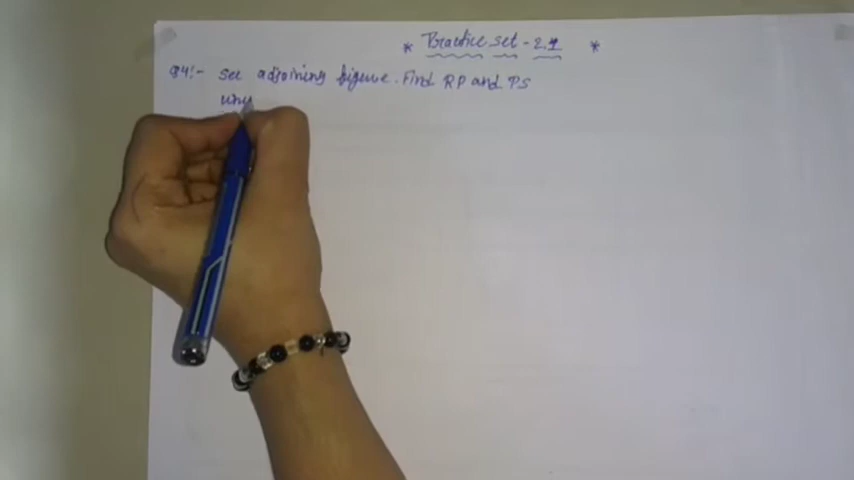 * Practice set - 2.1 *
Q4:- See adjoining figure. Find RP and PS